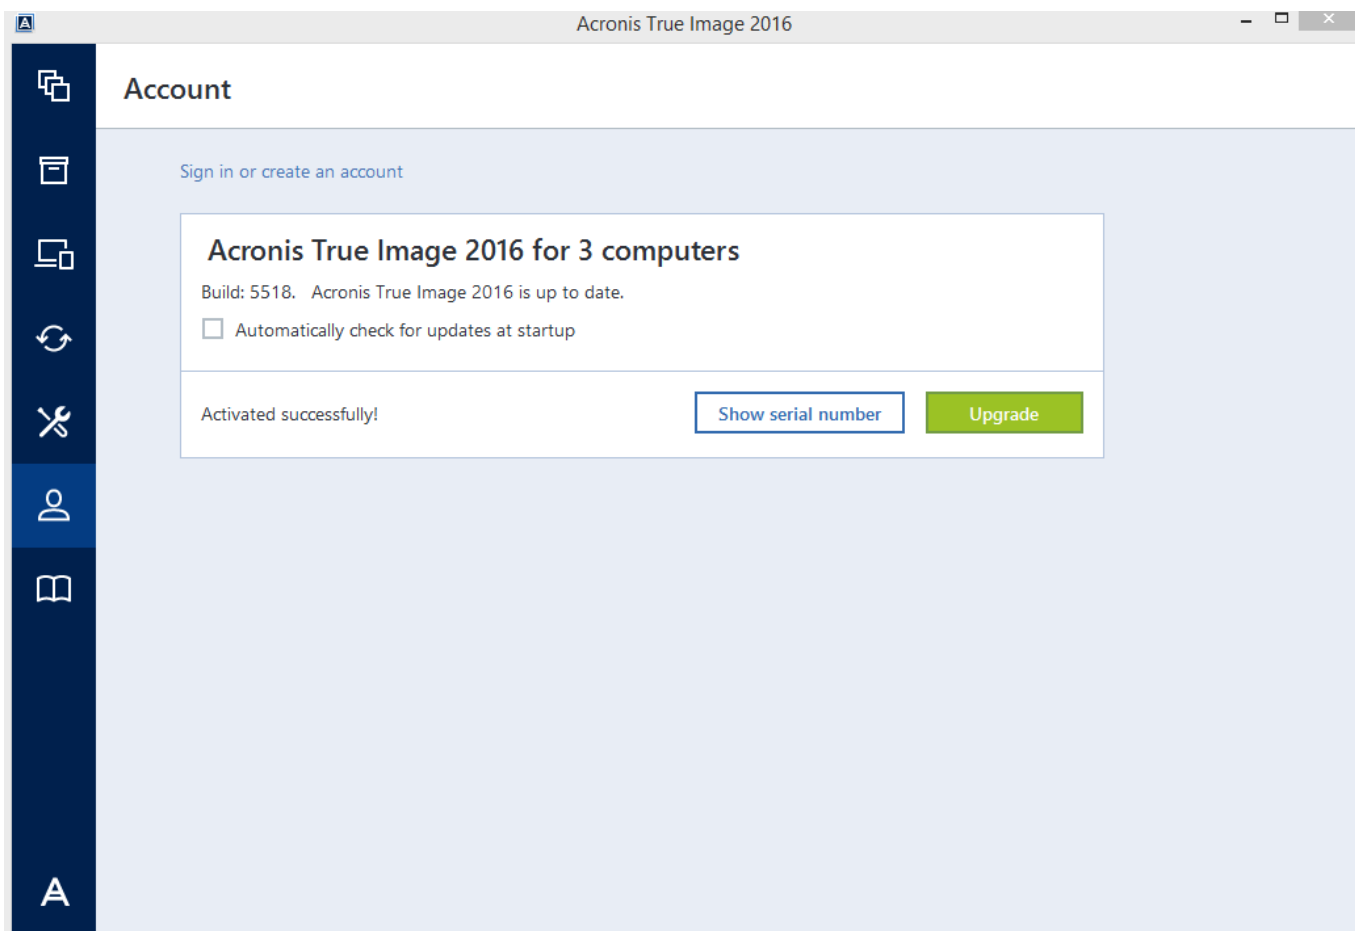 Acronis True Image 2016
Account
Sign in or create an account
Acronis True Image 2016 for 3 computers
Build: 5518. Acronis True Image 2016 is up to date.
Automatically check for updates at startup
Activated successfully!
Show serial number
Upgrade